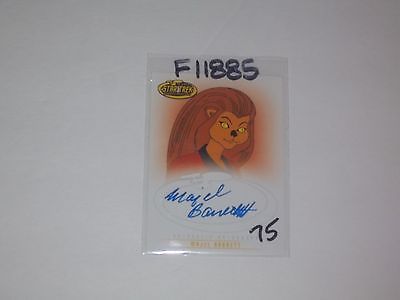 F11885
STAR TREK
Majel
Barrett
75
MAJEL BARRETT